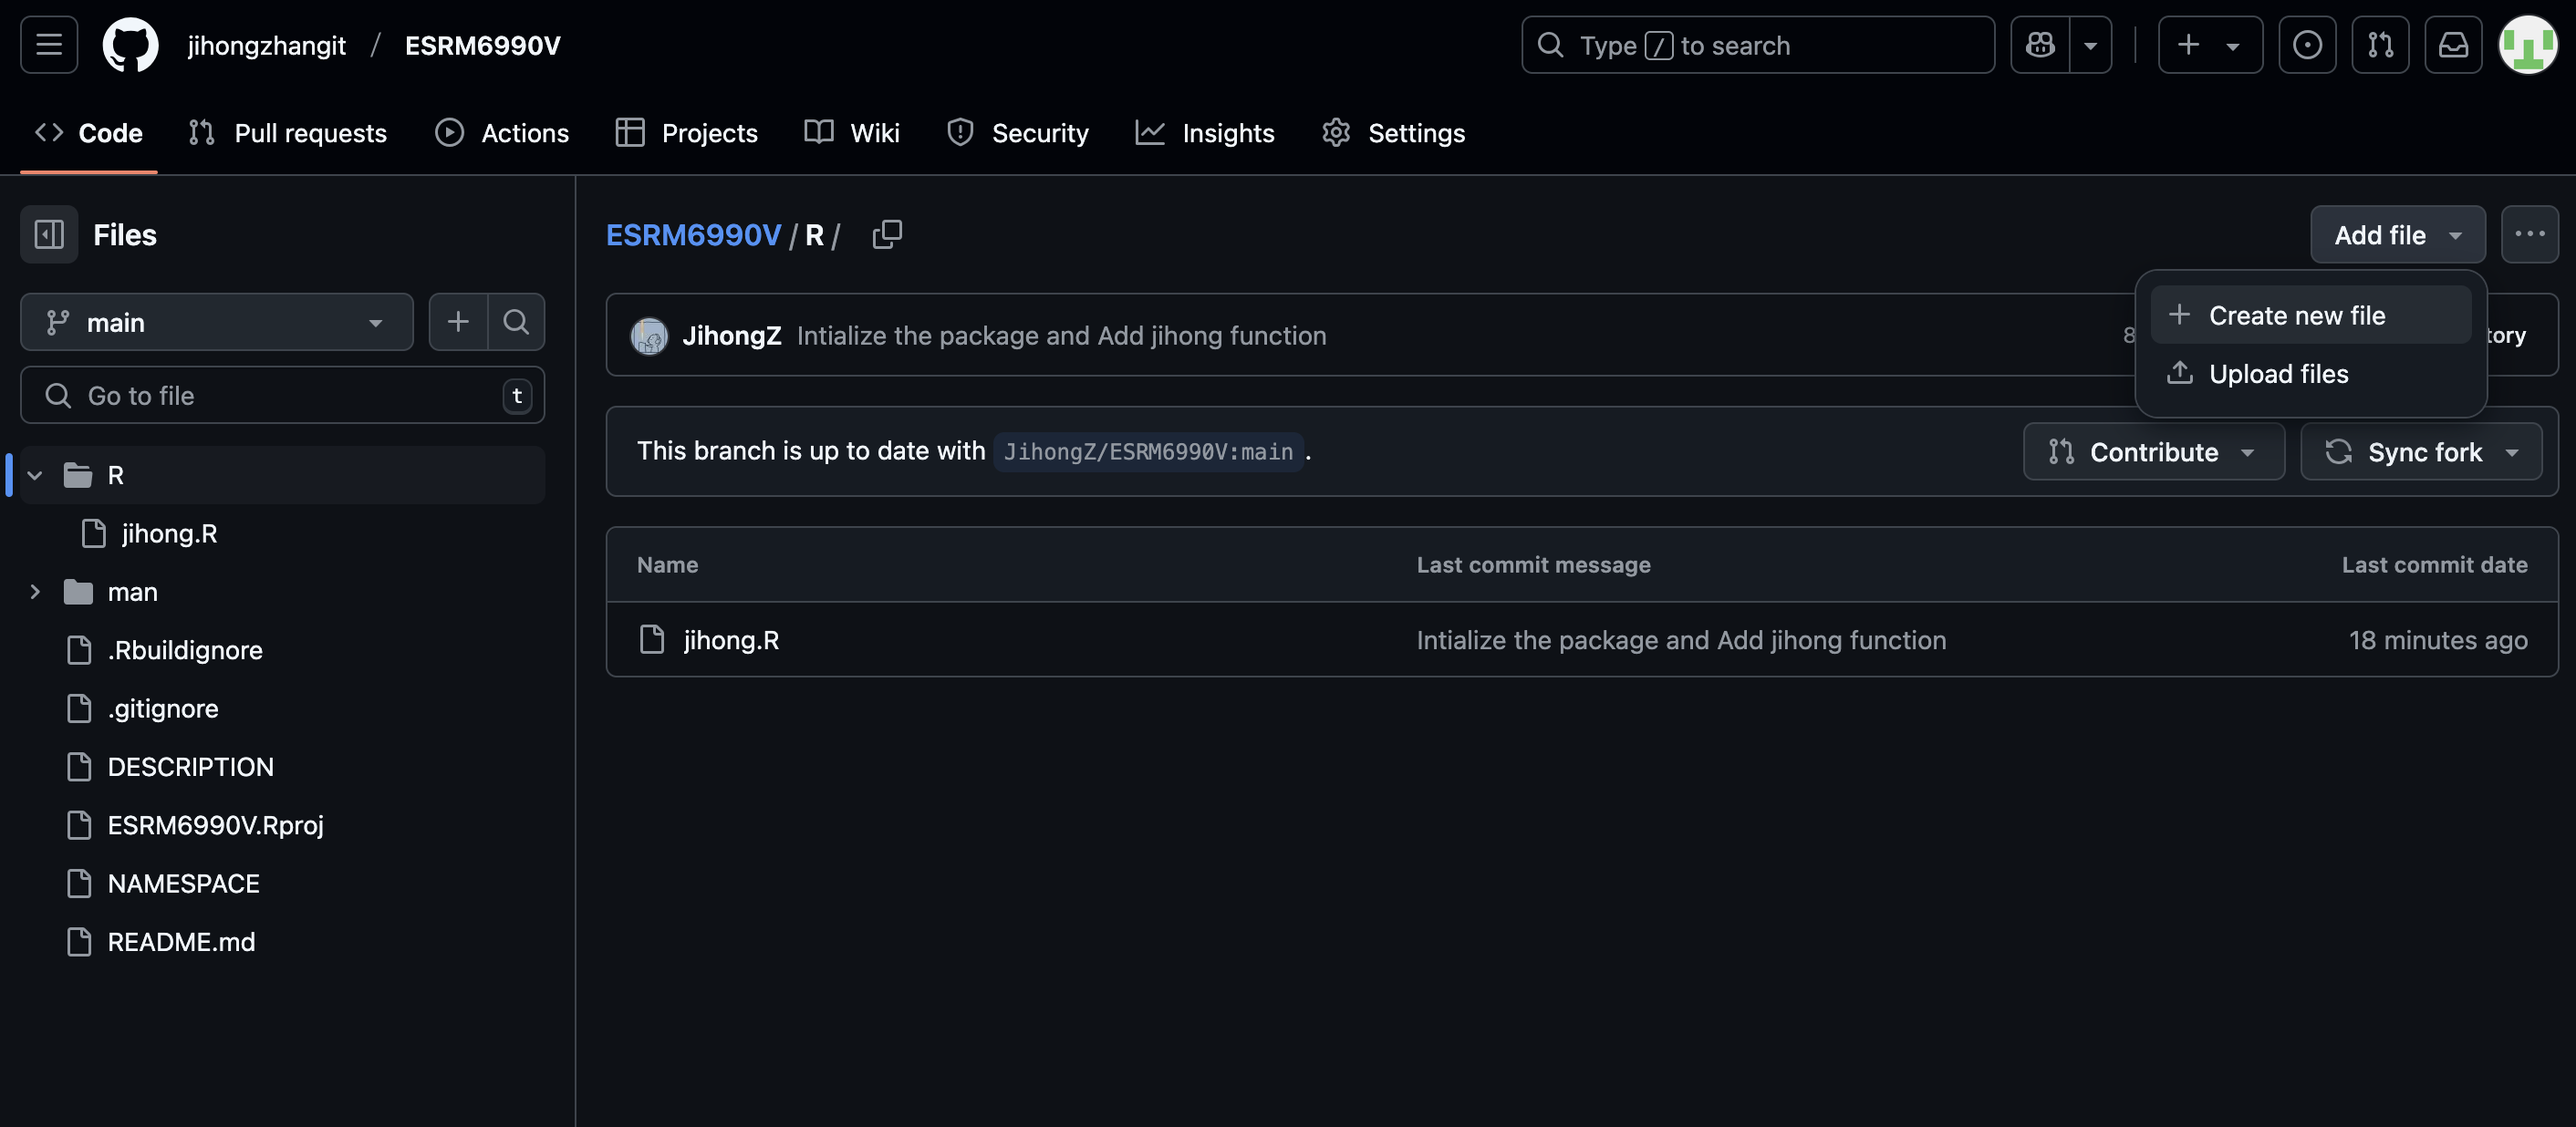 jihongzhangit / ESRM6990V
Type / to search
Code
Pull requests
Actions
Projects
Wiki
Security
Insights
Settings
Files
main
Go to file
t
R
jihong.R
man
.Rbuildignore
.gitignore
DESCRIPTION
ESRM6990V.Rproj
NAMESPACE
README.md
ESRM6990V / R /
Add file
Create new file
Upload files
JihongZ Intialize the package and Add jihong function
8
tory
This branch is up to date with JihongZ/ESRM6990V:main .
Contribute
Sync fork
Name Last commit message Last commit date
jihong.R Intialize the package and Add jihong function 18 minutes ago